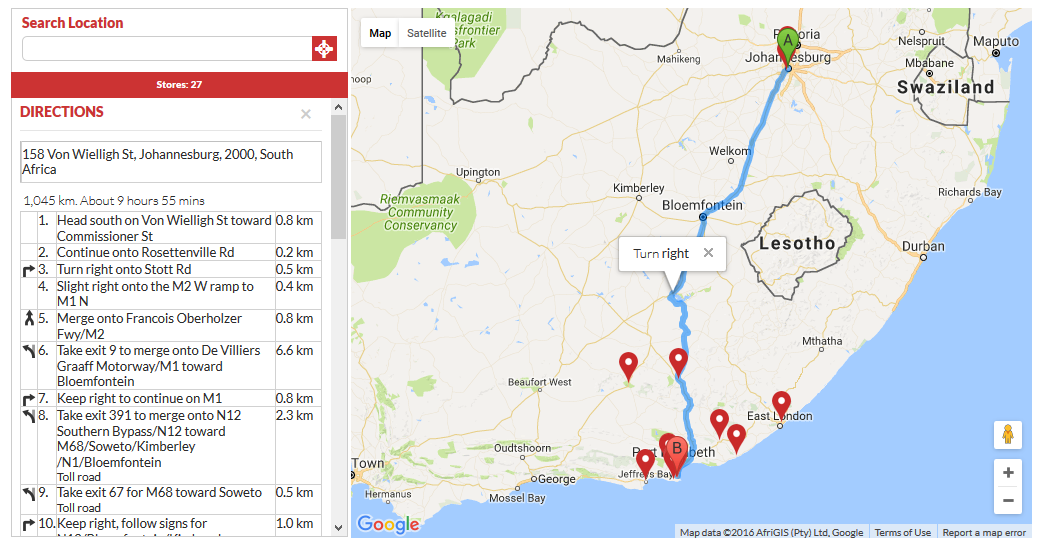 Search Location
Stores: 27
DIRECTIONS
158 Von Wielligh St, Johannesburg, 2000, South
Africa
1,045 km. About 9 hours 55 mins
1. Head south on Von Wielligh St toward 0.8 km
Commissioner St
2. Continue onto Rosettenville Rd 0.2 km
3. Turn right onto Stott Rd 0.5 km
4. Slight right onto the M2 W ramp to 0.4 km
M1 N
5. Merge onto Francois Oberholzer 0.8 km
Fwy/M2
6. Take exit 9 to merge onto De Villiers 6.6 km
Graaff Motorway/M1 toward
Bloemfontein
7. Keep right to continue on M1 0.8 km
8. Take exit 391 to merge onto N12 2.3 km
Southern Bypass/N12 toward
M68/Soweto/Kimberley
/N1/Bloemfontein
Toll road
9. Take exit 67 for M68 toward Soweto 0.5 km
Toll road
10. Keep right, follow signs for 1.0 km
Map Satellite
Kgalagadi
Park
Mahikeng
A
Johannesburg
Nelspruit
Maputo
Mbabane
Swaziland
Welkom
Upington
Kimberley
Riemvasmaak
Community
Conservancy
Bloemfontein
Richards Bay
Lesotho
Durban
Turn right
Mthatha
Beaufort West
East London
Oudtshoorn
B
George
Mossel Bay
Town
Hermanus
Google
Map data ©2016 AfriGIS (Pty) Ltd, Google
Terms of Use
Report a map error